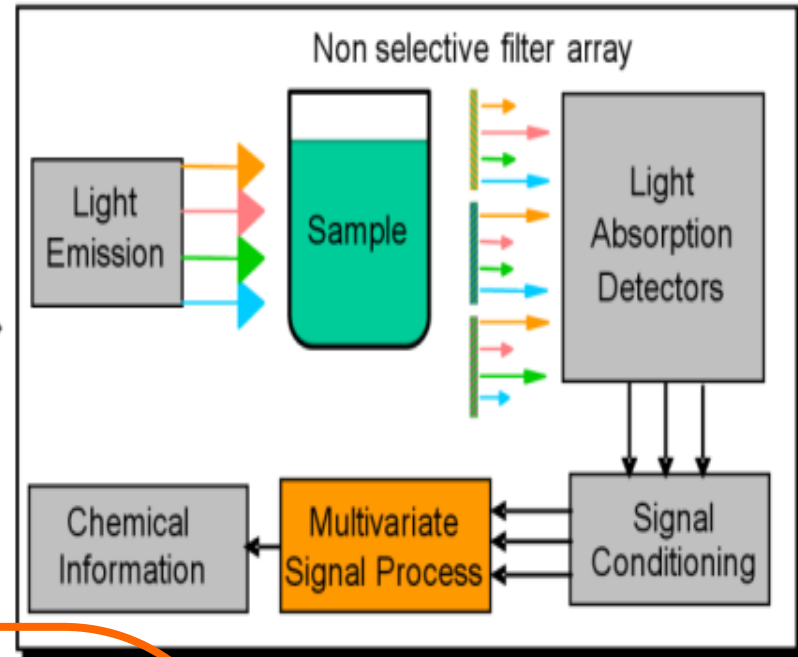 Non selective filter array
Light
Emission
Sample
Light
Absorption
Detectors
Chemical
Information
Multivariate
Signal Process
Signal
Conditioning